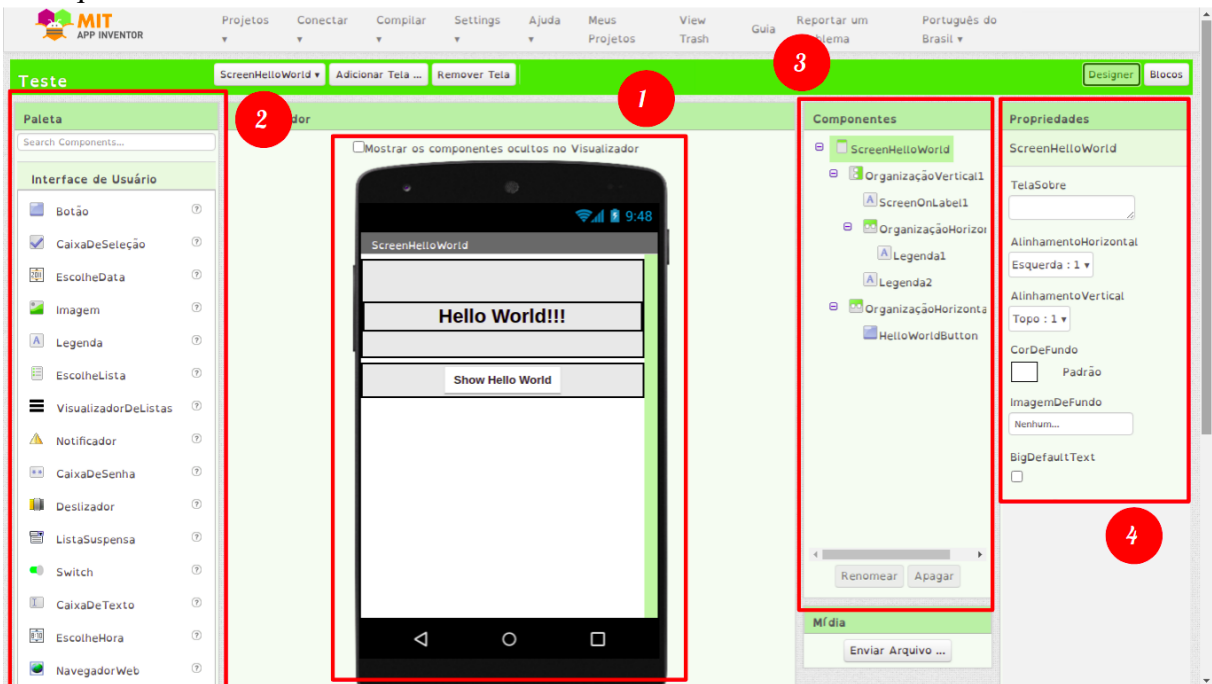 MIT
APP INVENTOR
Projetos Conectar Compilar Settings Ajuda Meus Projetos View Trash Guia Reportar um Português do Brasil
Teste
ScreenHelloWorld Adicionar Tela ... Remover Tela
Designer Blocos
1
2
3
4
Paleta
Search Components...
Interface de Usuário
Botão
CaixaDeSeleção
EscolheData
Imagem
Legenda
EscolheLista
VisualizadorDeListas
Notificador
CaixaDeSenha
Deslizador
ListaSuspensa
Switch
CaixaDeTexto
EscolheHora
NavegadorWeb
Mostrar os componentes ocultos no Visualizador
9:48
ScreenHelloWorld
Hello World!!!
Show Hello World
Componentes
ScreenHelloWorld
OrganizaçãoVertical1
ScreenOnLabel1
OrganizaçãoHorizor
Legenda1
Legenda2
OrganizaçãoHorizonta
HelloWorldButton
Renomear Apagar
Mídia
Enviar Arquivo ...
Propriedades
ScreenHelloWorld
TelaSobre
AlinhamentoHorizontal
Esquerda : 1
AlinhamentoVertical
Topo : 1
CorDeFundo
Padrão
ImagemDeFundo
Nenhum...
BigDefaultText